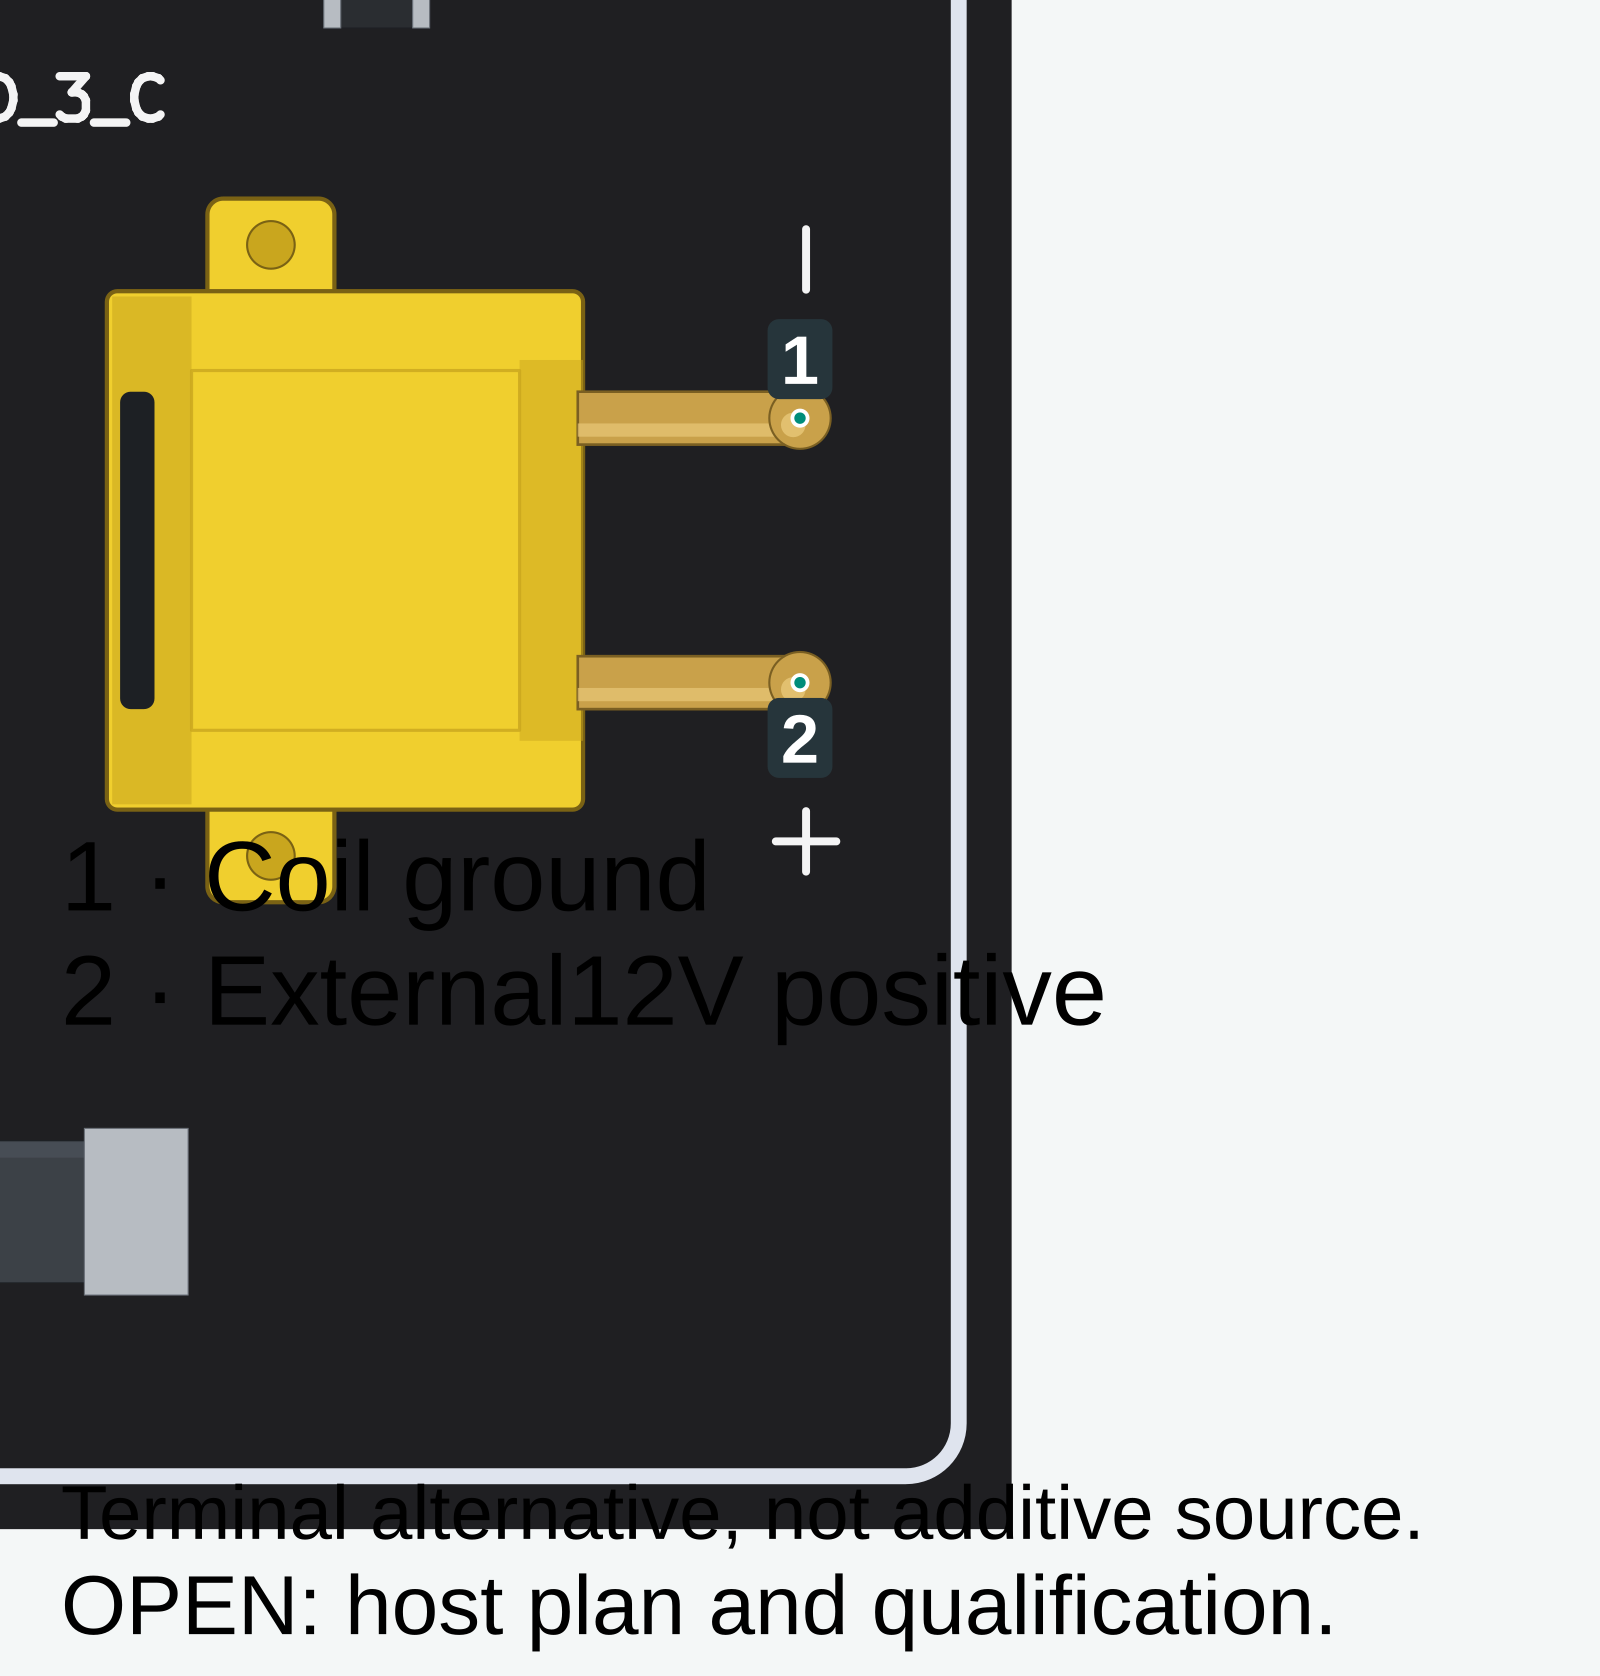 D_3_C
1
2
1 · Coil ground
2 · External12V positive
Terminal alternative, not additive source.
OPEN: host plan and qualification.